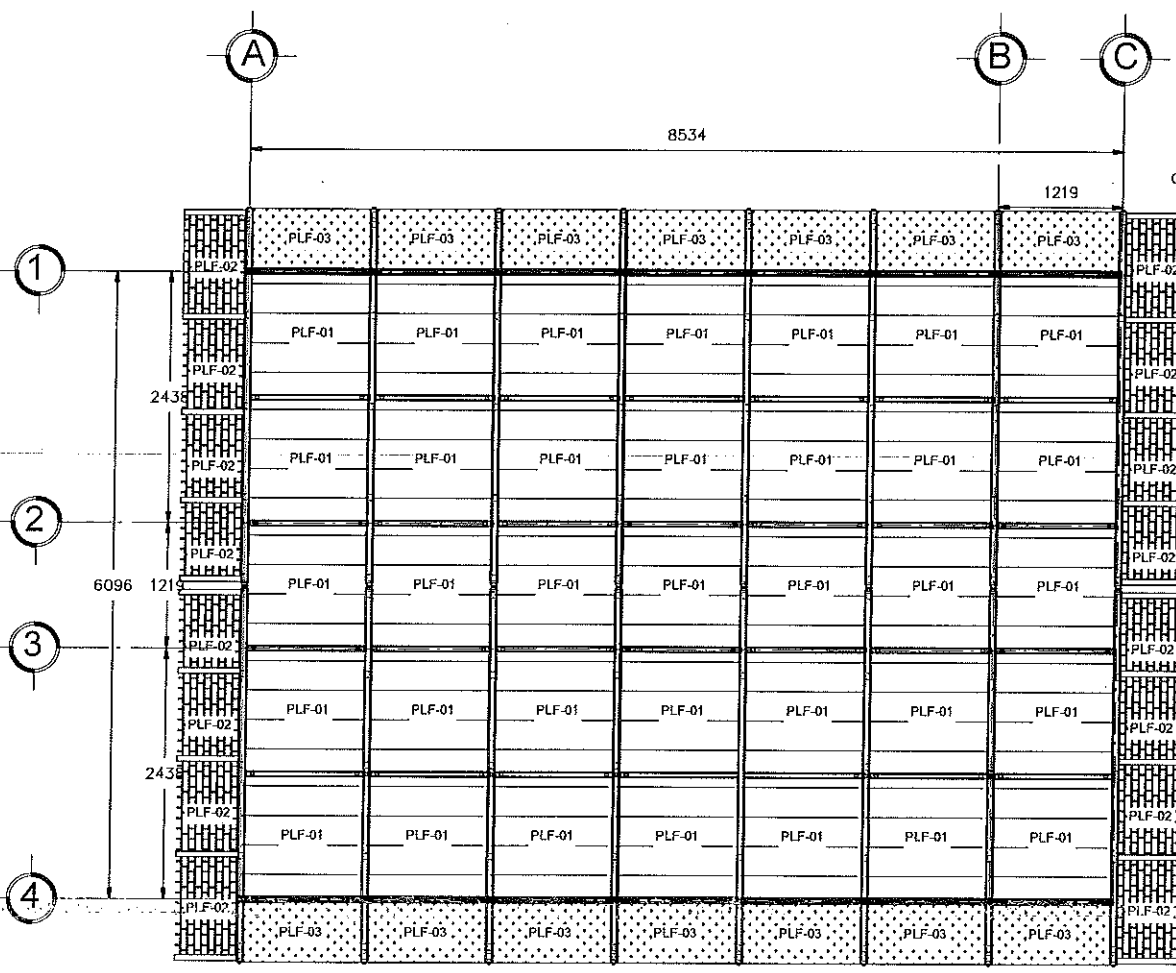 A B C
8534
1219
PLF-03 PLF-03 PLF-03 PLF-03 PLF-03 PLF-03 PLF-03
1 PLF-02 PLF-02
PLF-01 PLF-01 PLF-01 PLF-01 PLF-01 PLF-01 PLF-01
PLF-02 PLF-02
2438
PLF-01 PLF-01 PLF-01 PLF-01 PLF-01 PLF-01 PLF-01
PLF-02 PLF-02
2
PLF-02 PLF-02
6096 1219 PLF-01 PLF-01 PLF-01 PLF-01 PLF-01 PLF-01 PLF-01
3 PLF-02 PLF-02
PLF-01 PLF-01 PLF-01 PLF-01 PLF-01 PLF-01 PLF-01
PLF-02 PLF-02
2438
PLF-02 PLF-02
PLF-01 PLF-01 PLF-01 PLF-01 PLF-01 PLF-01 PLF-01
4 PLF-02 PLF-02
PLF-03 PLF-03 PLF-03 PLF-03 PLF-03 PLF-03 PLF-03